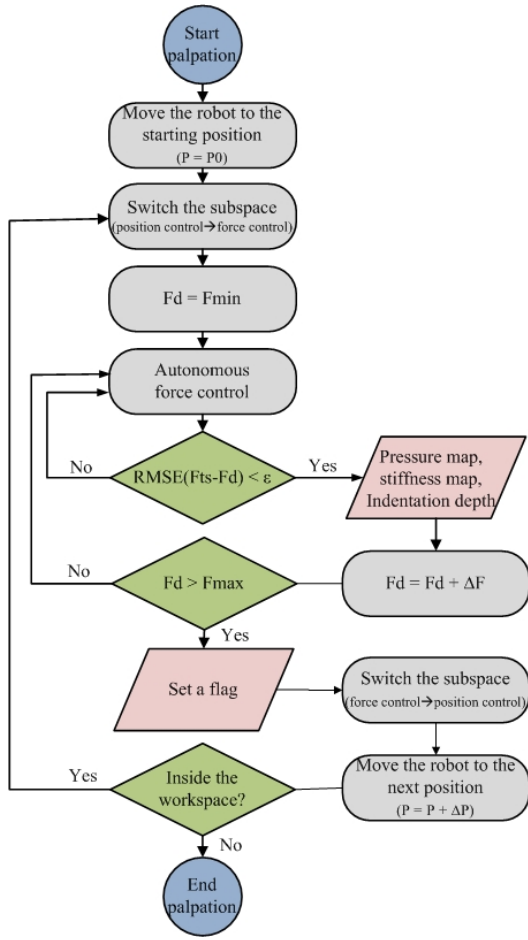 Start
palpation
Move the robot to the
starting position
(P = P0)
Switch the subspace
(position control→force control)
Fd = Fmin
Autonomous
force control
No
RMSE(Fts-Fd) < ε
Yes
Pressure map,
stiffness map,
Indentation depth
No
Fd > Fmax
Fd = Fd + ΔF
Yes
Set a flag
Switch the subspace
(force control→position control)
Yes
Inside the
workspace?
Move the robot to the
next position
(P = P + ΔP)
No
End
palpation